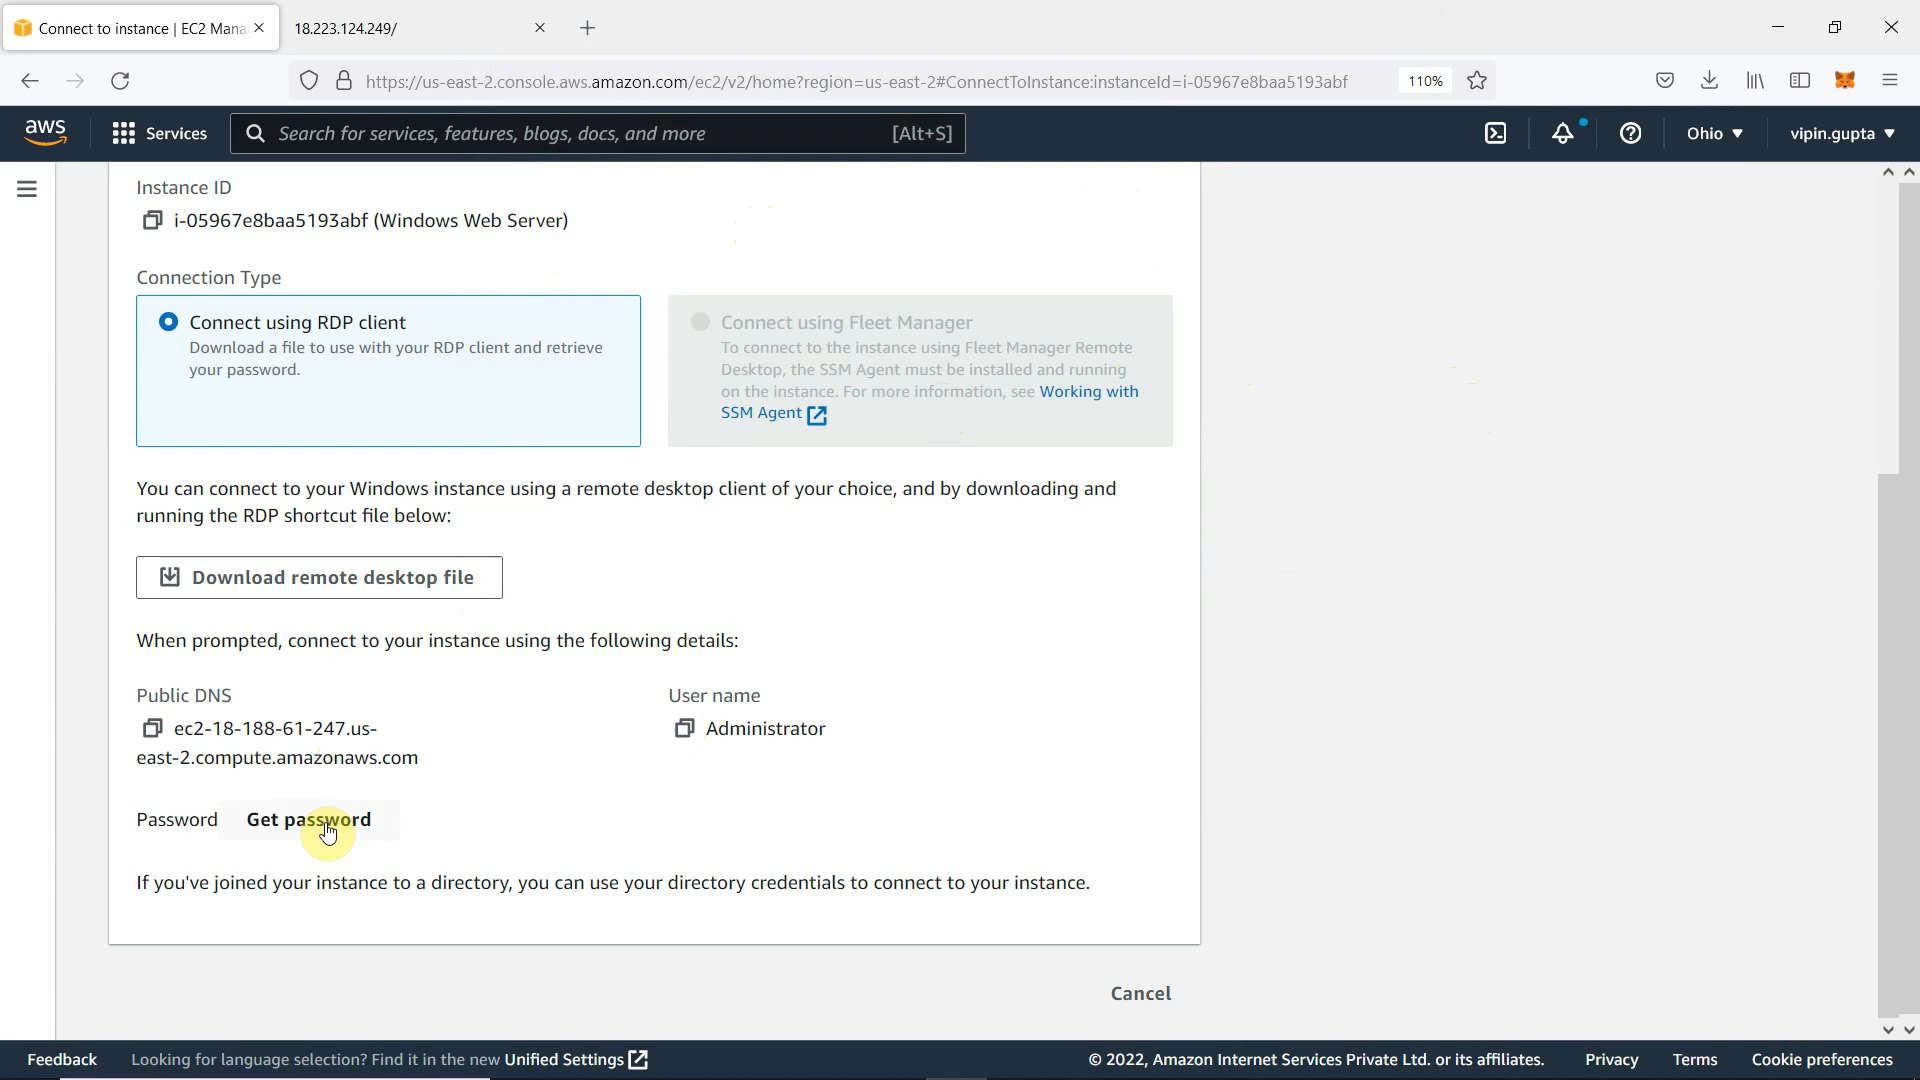 Connect to instance | EC2 Mana
18.223.124.249/
https://us-east-2.console.aws.amazon.com/ec2/v2/home?region=us-east-2#ConnectToInstance:instanceId=i-05967e8baa5193abf
110%
aws
Services
Search for services, features, blogs, docs, and more
[Alt+S]
Ohio
vipin.gupta
Instance ID
i-05967e8baa5193abf (Windows Web Server)
Connection Type
Connect using RDP client
Download a file to use with your RDP client and retrieve
your password.
Connect using Fleet Manager
To connect to the instance using Fleet Manager Remote
Desktop, the SSM Agent must be installed and running
on the instance. For more information, see Working with
SSM Agent
You can connect to your Windows instance using a remote desktop client of your choice, and by downloading and
running the RDP shortcut file below:
Download remote desktop file
When prompted, connect to your instance using the following details:
Public DNS
ec2-18-188-61-247.us-
east-2.compute.amazonaws.com
User name
Administrator
Password
Get password
If you've joined your instance to a directory, you can use your directory credentials to connect to your instance.
Cancel
Feedback
Looking for language selection? Find it in the new Unified Settings
© 2022, Amazon Internet Services Private Ltd. or its affiliates.
Privacy
Terms
Cookie preferences